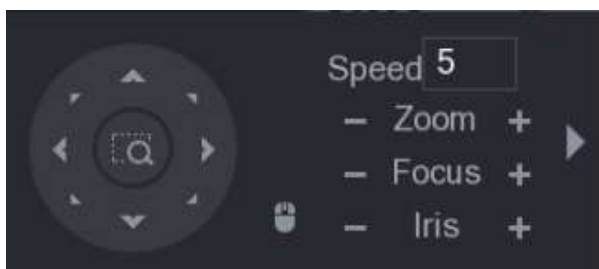 Speed 5
− Zoom +
− Focus +
− Iris +